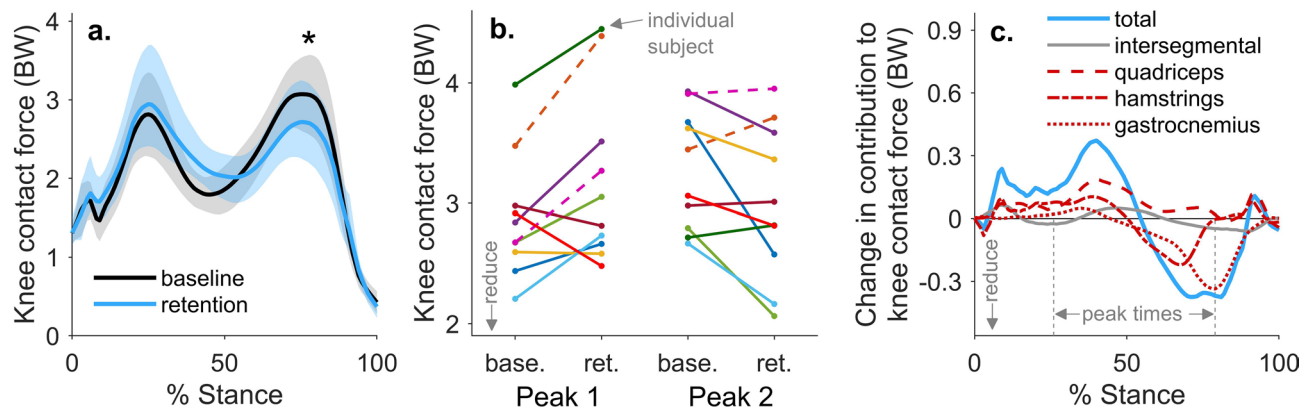 a.
*
Knee contact force (BW)
4
3
2
1
0
baseline
retention
0
50
100
% Stance
b.
individual
subject
Knee contact force (BW)
4
3
2
reduce
base.
ret.
base.
ret.
Peak 1
Peak 2
c.
total
intersegmental
quadriceps
hamstrings
gastrocnemius
Change in contribution to
knee contact force (BW)
0.9
0.6
0.3
0
-0.3
reduce
peak times
0
50
100
% Stance